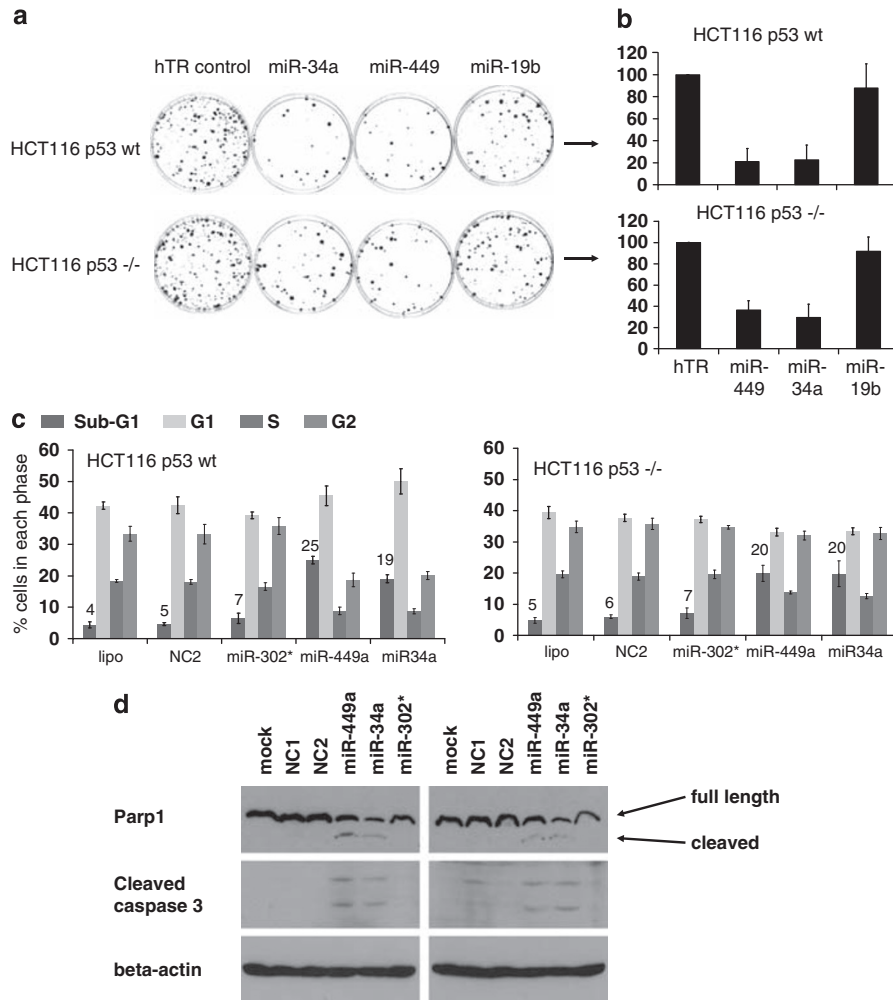 a
hTR control miR-34a miR-449 miR-19b
HCT116 p53 wt
HCT116 p53 -/-
b
HCT116 p53 wt
120
100
80
60
40
20
0
HCT116 p53 -/-
120
100
80
60
40
20
0
hTR miR-449 miR-34a miR-19b
c
Sub-G1 G1 S G2
HCT116 p53 wt
% cells in each phase
60
50
40
30
20
10
0
4 5 7 25 19
lipo NC2 miR-302* miR-449a miR34a
HCT116 p53 -/-
60
50
40
30
20
10
0
5 6 7 20 20
lipo NC2 miR-302* miR-449a miR34a
d
mock NC1 NC2 miR-449a miR-34a miR-302*
mock NC1 NC2 miR-449a miR-34a miR-302*
Parp1
full length
cleaved
Cleaved
caspase 3
beta-actin